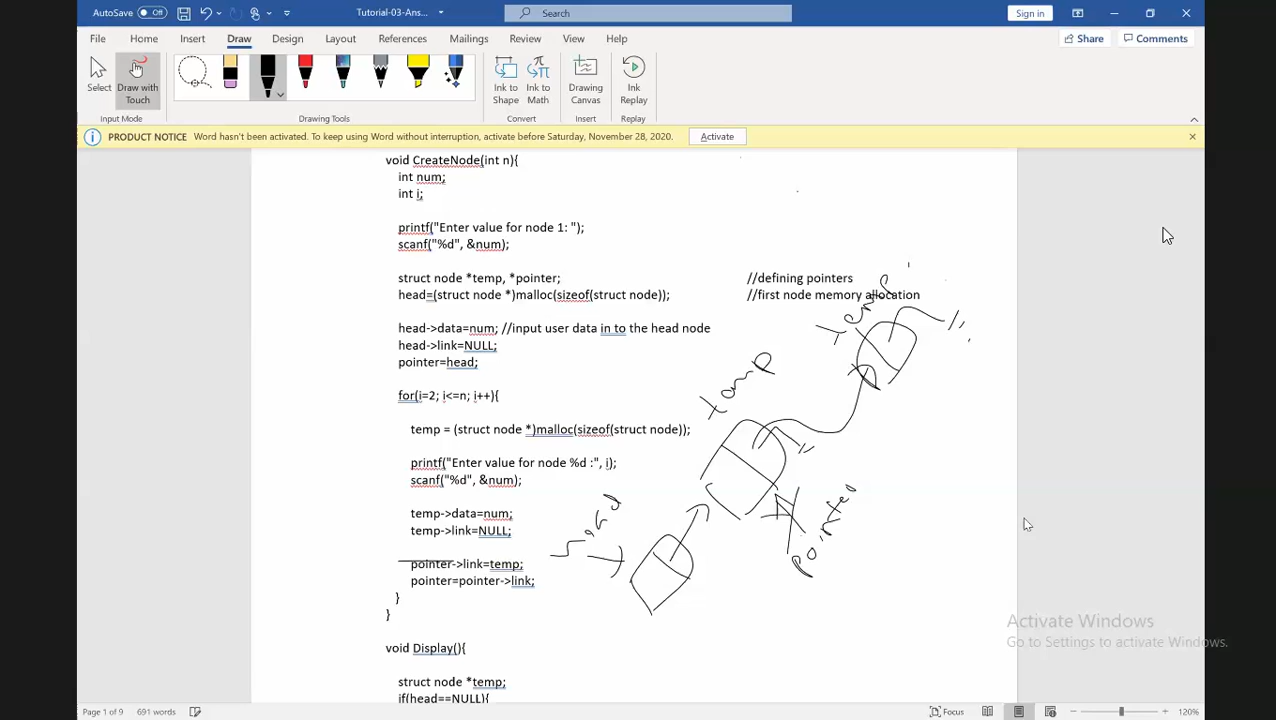 AutoSave Off Tutorial-03-Ans... Search Sign in
File Home Insert Draw Design Layout References Mailings Review View Help Share Comments
Select Draw with Touch Ink to Shape Ink to Math Drawing Canvas Ink Replay
Input Mode Drawing Tools Convert Insert Replay
PRODUCT NOTICE Word hasn't been activated. To keep using Word without interruption, activate before Saturday, November 28, 2020. Activate
void CreateNode(int n){
int num;
int i;
printf("Enter value for node 1: ");
scanf("%d", &num);
struct node *temp, *pointer; //defining pointers
head=(struct node *)malloc(sizeof(struct node)); //first node memory allocation
head->data=num; //input user data in to the head node
head->link=NULL;
pointer=head;
for(i=2; i<=n; i++){
temp = (struct node *)malloc(sizeof(struct node));
printf("Enter value for node %d :", i);
scanf("%d", &num);
temp->data=num;
temp->link=NULL;
pointer->link=temp;
pointer=pointer->link;
}
}
void Display(){
struct node *temp;
if(head==NULL){
temp
temp
head
pointer
Activate Windows
Go to Settings to activate Windows.
Page 1 of 9 691 words Focus 120%